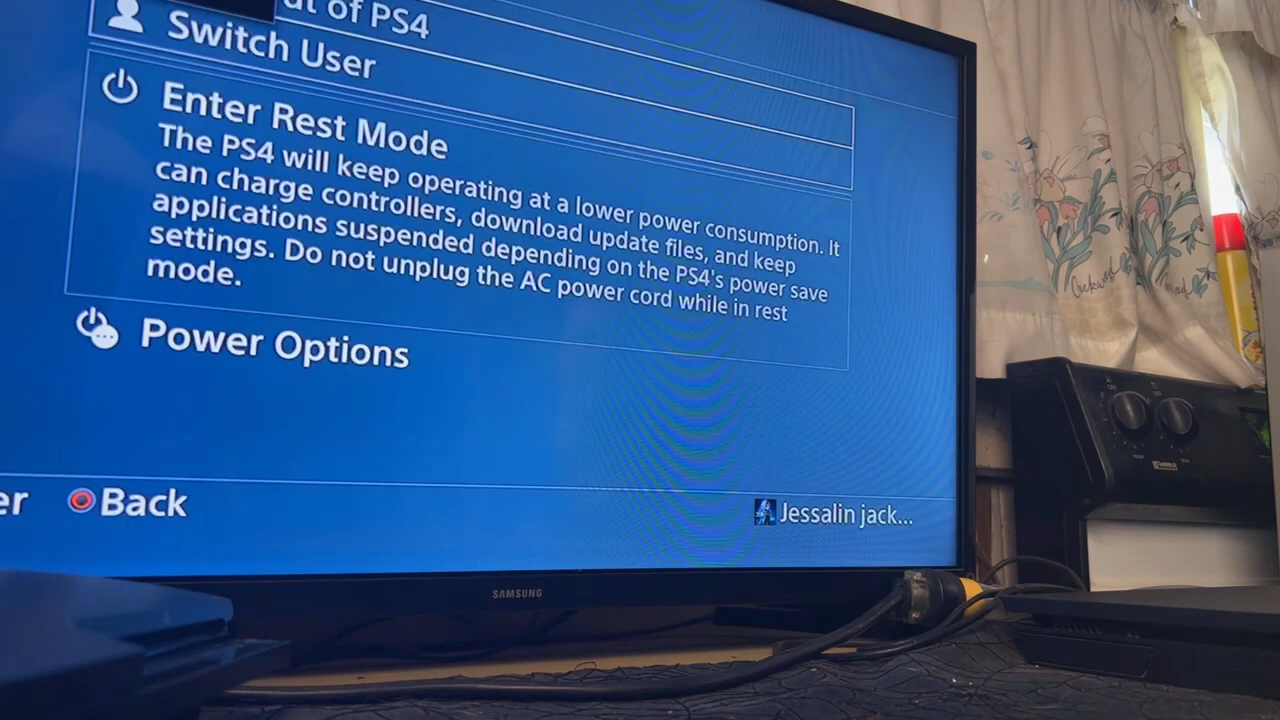 of PS4
Switch User
Enter Rest Mode
The PS4 will keep operating at a lower power consumption. It
can charge controllers, download update files, and keep
applications suspended depending on the PS4's power save
settings. Do not unplug the AC power cord while in rest
mode.
Power Options
er Back
Jessalin jack...
SAMSUNG